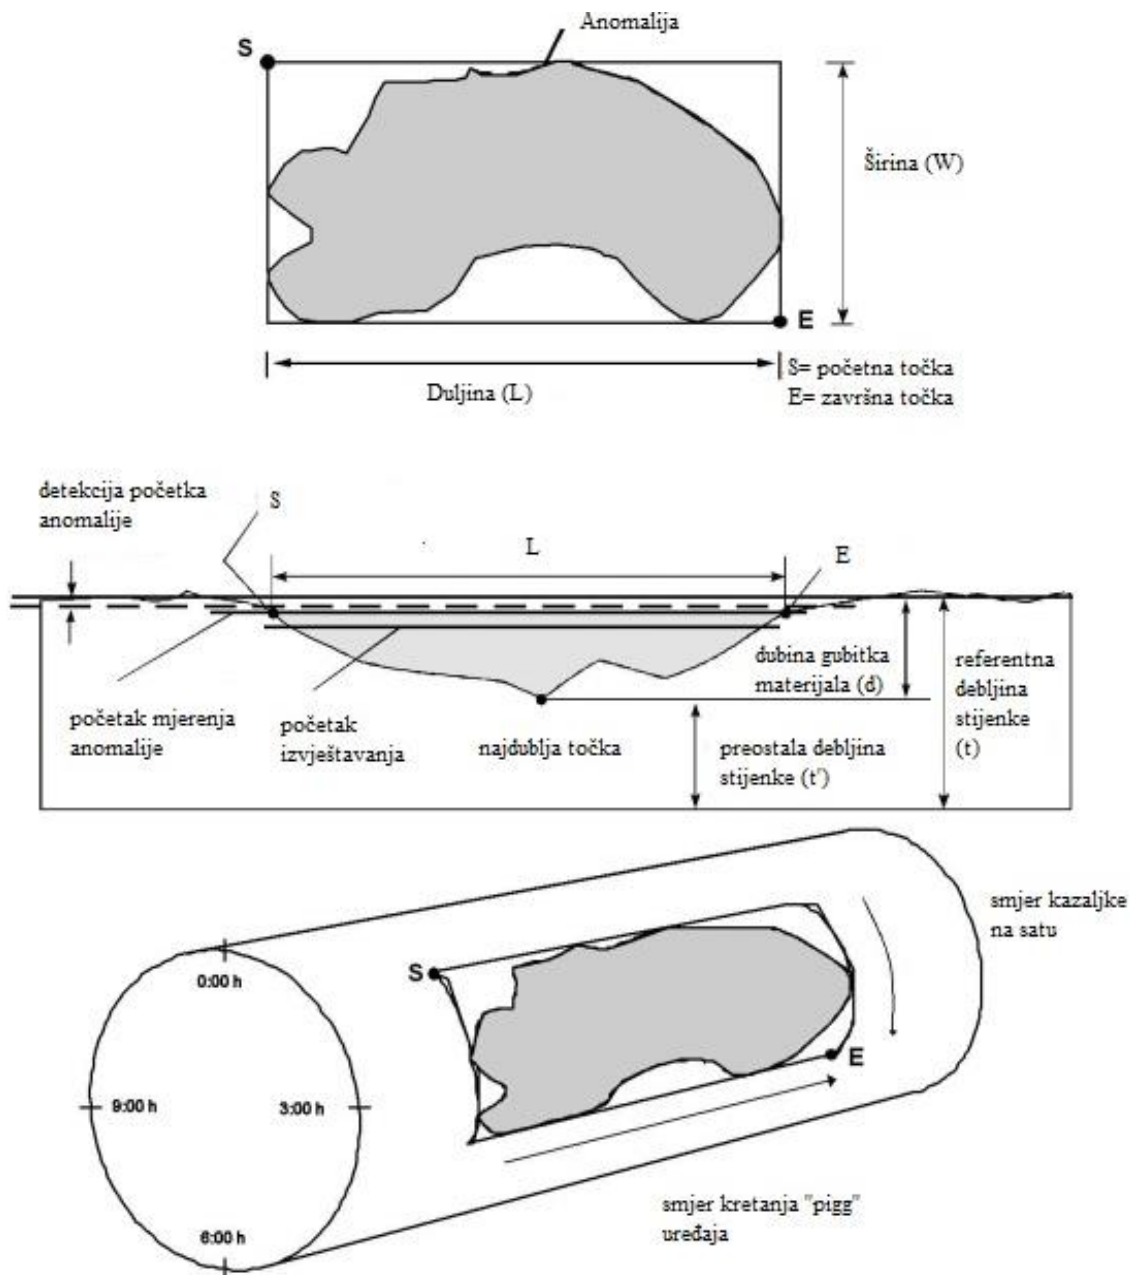 Anomalija
S
Širina (W)
E
S= početna točka
E= završna točka
Duljina (L)
detekcija početka
anomalije
S
L
E
dubina gubitka
materijala (d)
referentna
debljina
stijenke
(t)
početak mjerenja
anomalije
početak
izvještavanja
najdublja točka
preostala debljina
stijenke (t')
smjer kazaljke
na satu
S
0:00 h
E
9:00 h
3:00 h
6:00 h
smjer kretanja "pigg"
uređaja